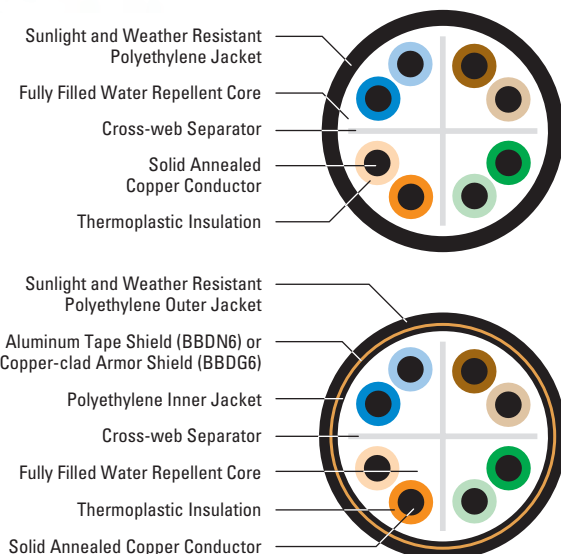 Sunlight and Weather Resistant
Polyethylene Jacket
Fully Filled Water Repellent Core
Cross-web Separator
Solid Annealed
Copper Conductor
Thermoplastic Insulation
Sunlight and Weather Resistant
Polyethylene Outer Jacket
Aluminum Tape Shield (BBDN6) or
Copper-clad Armor Shield (BBDG6)
Polyethylene Inner Jacket
Cross-web Separator
Fully Filled Water Repellent Core
Thermoplastic Insulation
Solid Annealed Copper Conductor